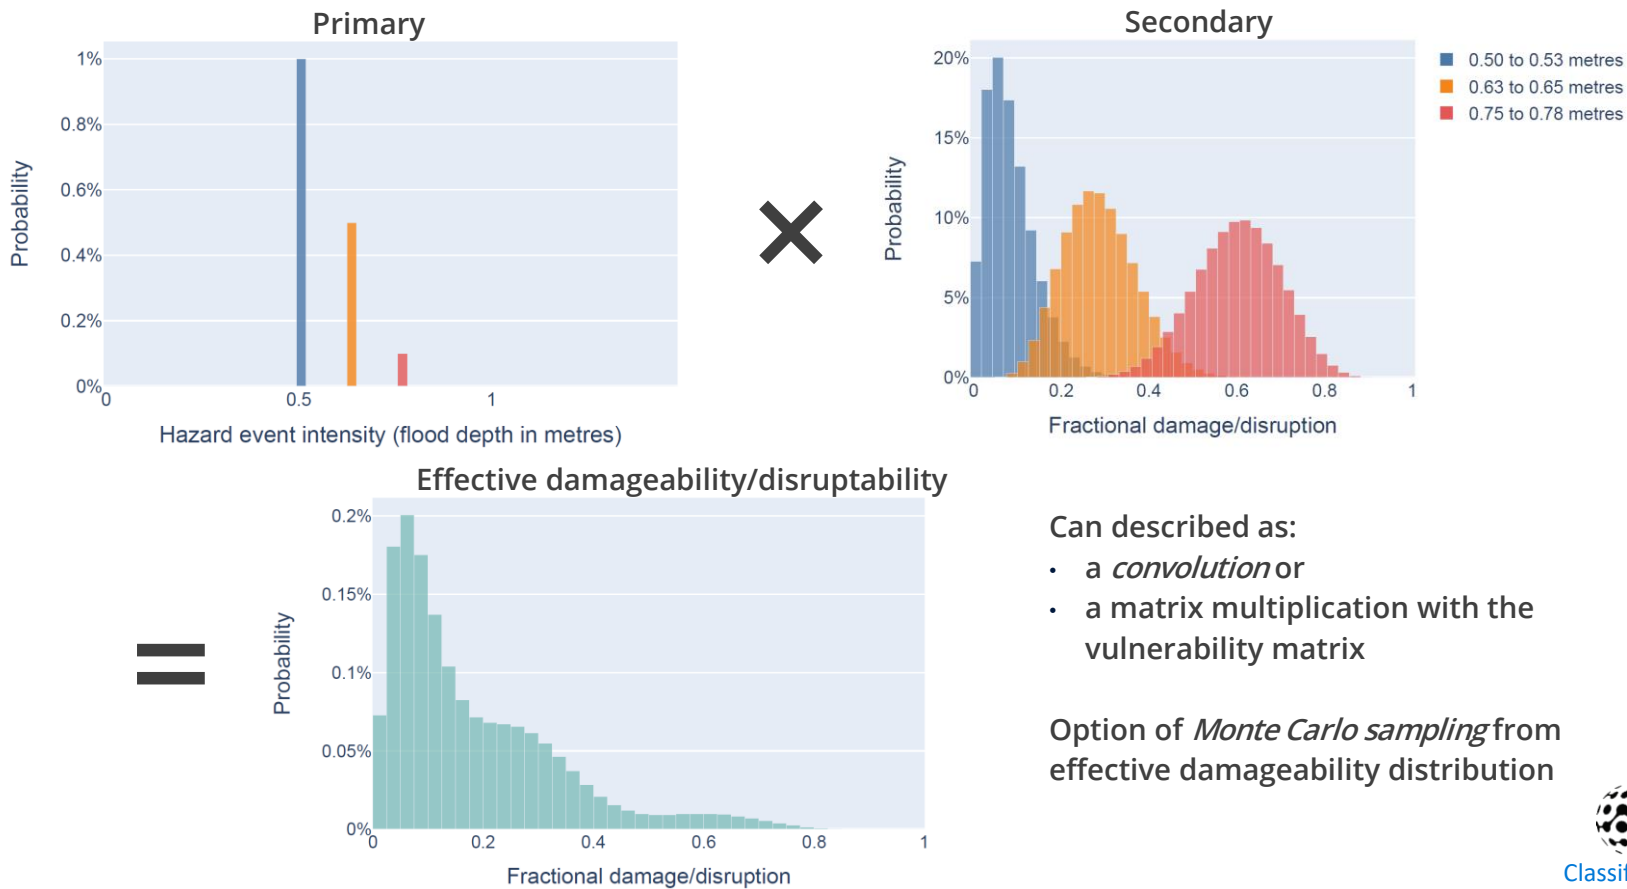 Primary
1%
0.8%
0.6%
0.4%
0.2%
0%
Probability
0 0.5 1
Hazard event intensity (flood depth in metres)
Secondary
20%
15%
10%
5%
0%
Probability
0 0.2 0.4 0.6 0.8 1
Fractional damage/disruption
0.50 to 0.53 metres
0.63 to 0.65 metres
0.75 to 0.78 metres
Effective damageability/disruptability
0.2%
0.15%
0.1%
0.05%
0%
Probability
0 0.2 0.4 0.6 0.8 1
Fractional damage/disruption
Can described as:
• a convolution or
• a matrix multiplication with the
vulnerability matrix
Option of Monte Carlo sampling from
effective damageability distribution